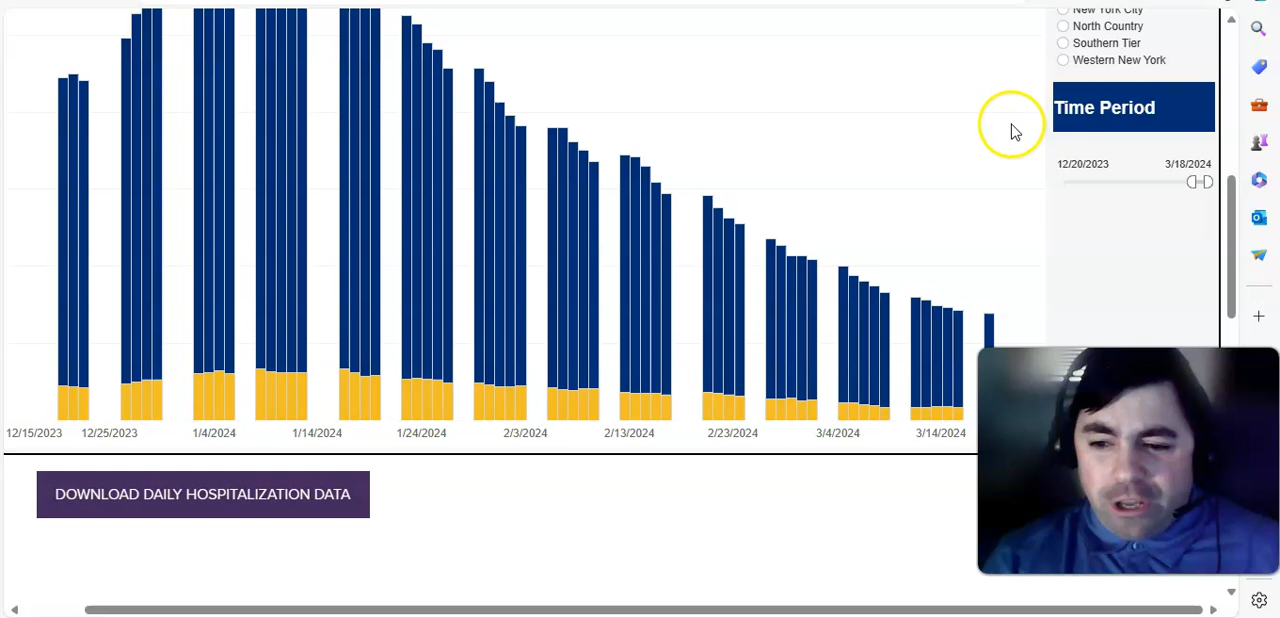 New York City
North Country
Southern Tier
Western New York
Time Period
12/20/2023 3/18/2024
12/15/2023 12/25/2023 1/4/2024 1/14/2024 1/24/2024 2/3/2024 2/13/2024 2/23/2024 3/4/2024 3/14/2024
DOWNLOAD DAILY HOSPITALIZATION DATA